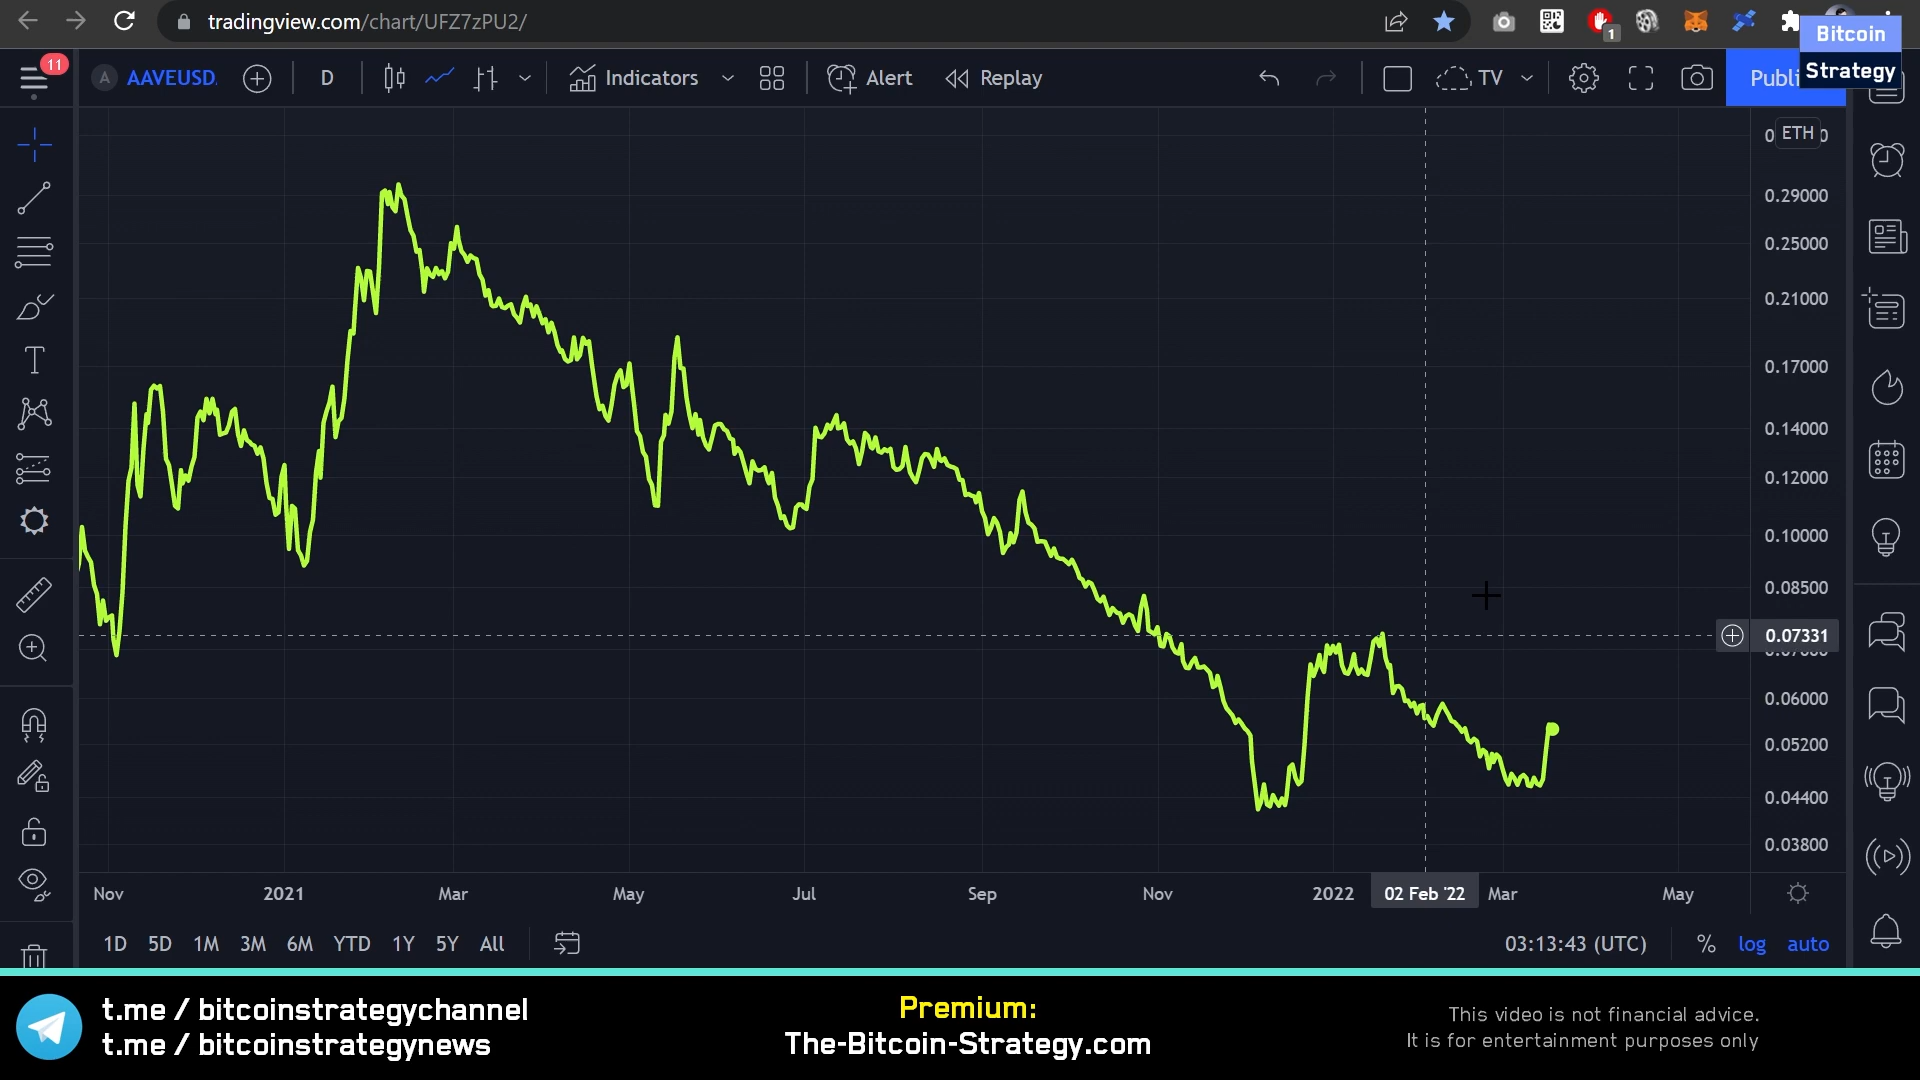 tradingview.com/chart/UFZ7zPU2/
1
Bitcoin
Strategy
11
A AAVEUSD. D Indicators Alert Replay TV Publi
ETH
0.29000
0.25000
0.21000
0.17000
0.14000
0.12000
0.10000
0.08500
0.07331
0.06000
0.05200
0.04400
0.03800
Nov 2021 Mar May Jul Sep Nov 2022 02 Feb '22 Mar May
1D 5D 1M 3M 6M YTD 1Y 5Y All 03:13:43 (UTC) % log auto
t.me / bitcoinstrategychannel
t.me / bitcoinstrategynews
Premium:
The-Bitcoin-Strategy.com
This video is not financial advice.
It is for entertainment purposes only